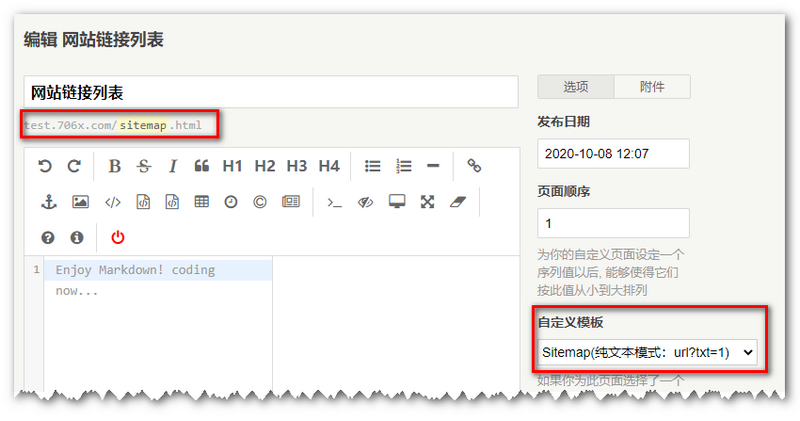 编辑 网站链接列表
网站链接列表
test.706x.com/sitemap.html
B S I H1 H2 H3 H4
1 Enjoy Markdown! coding
now...
选项 附件
发布日期
2020-10-08 12:07
页面顺序
1
为你的自定义页面设定一个
序列值以后, 能够使得它们
按此值从小到大排列
自定义模板
Sitemap(纯文本模式：url?txt=1)
如果你为此页面选择了一个